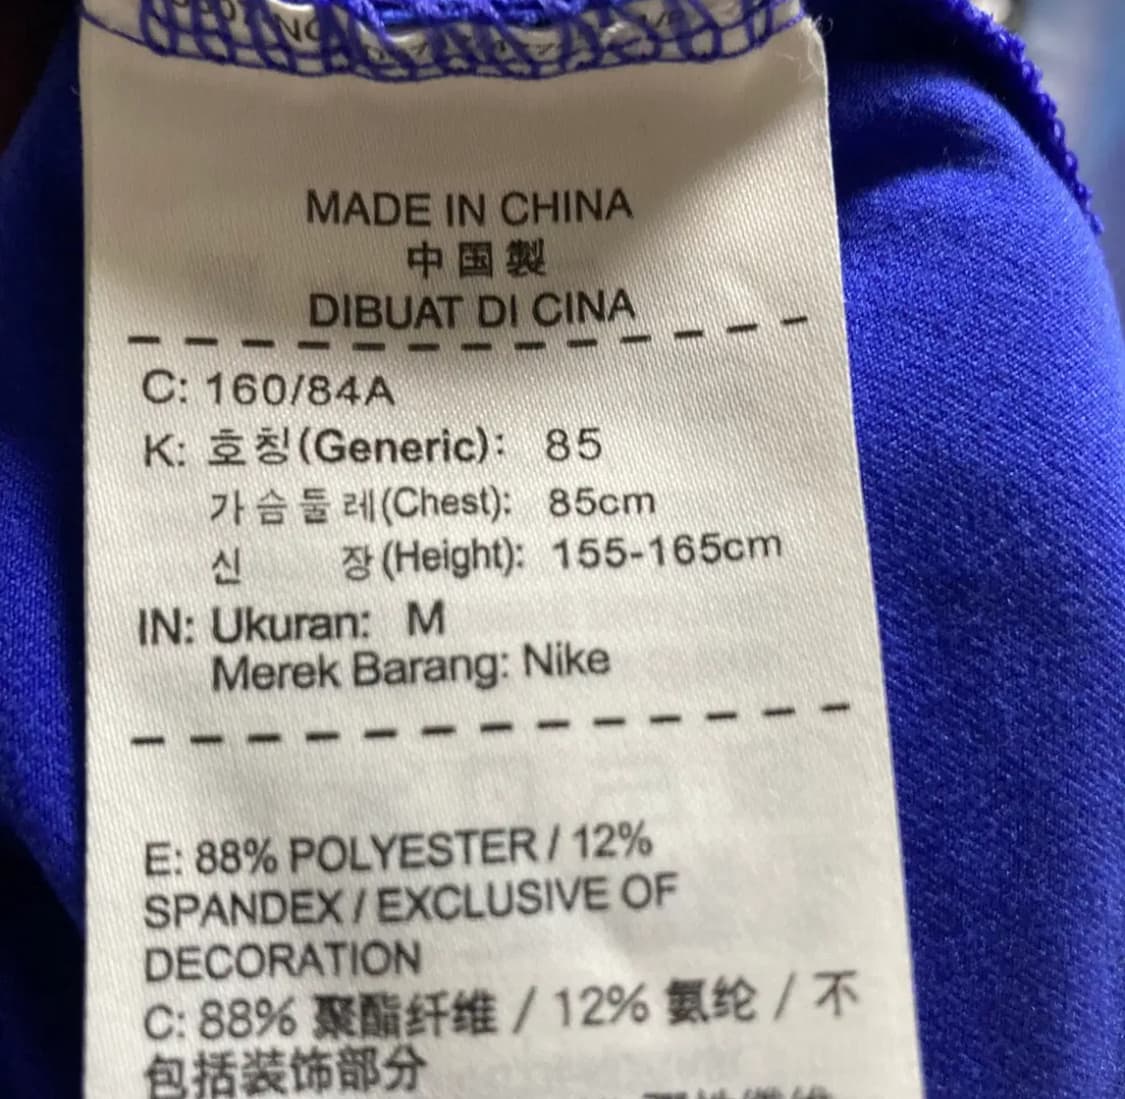 MADE IN CHINA
中国製
DIBUAT DI CINA
C: 160/84A
K: 호칭(Generic): 85
가슴둘레(Chest): 85cm
신 장(Height): 155-165cm
IN: Ukuran: M
Merek Barang: Nike
E: 88% POLYESTER / 12%
SPANDEX / EXCLUSIVE OF
DECORATION
C: 88% 聚酯纤维 / 12% 氨纶 / 不
包括装饰部分